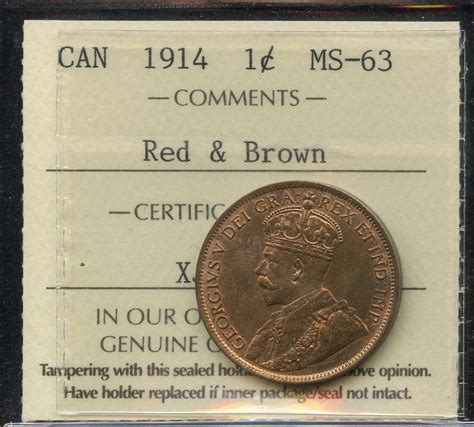 CAN 1914 1¢ MS-63
— COMMENTS —
Red & Brown
— CERTIFIC
X
IN OUR O
GENUINE
Tampering with this sealed ove opinion.
Have holder replaced if inner package/seal not intact.
GEORGIVS V DEI GRA: REX ET IND: IMP: